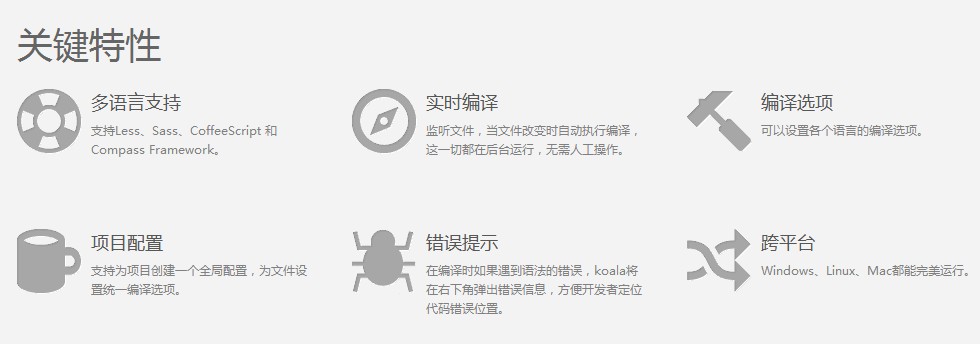 关键特性
多语言支持
支持Less、Sass、CoffeeScript 和
Compass Framework。
实时编译
监听文件，当文件改变时自动执行编译，
这一切都在后台运行，无需人工操作。
编译选项
可以设置各个语言的编译选项。
项目配置
支持为项目创建一个全局配置，为文件设
置统一编译选项。
错误提示
在编译时如果遇到语法的错误，koala将
在右下角弹出错误信息，方便开发者定位
代码错误位置。
跨平台
Windows、Linux、Mac都能完美运行。